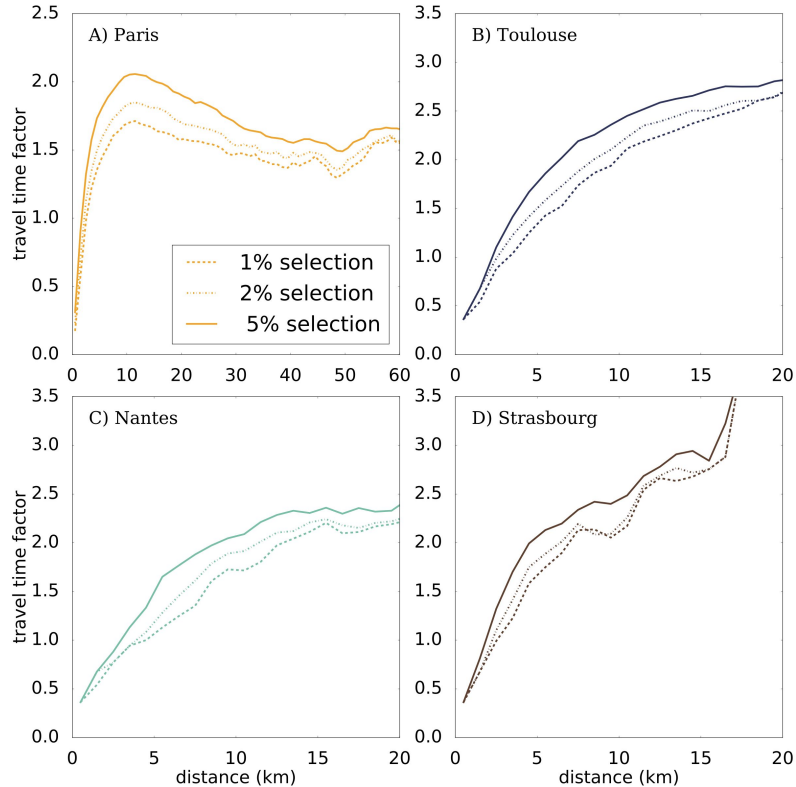 A) Paris
2.5
2.0
1.5
1.0
0.5
0.0
travel time factor
1% selection
2% selection
5% selection
0 10 20 30 40 50 60
B) Toulouse
3.5
3.0
2.5
2.0
1.5
1.0
0.5
0.0
0 5 10 15 20
C) Nantes
3.5
3.0
2.5
2.0
1.5
1.0
0.5
0.0
travel time factor
0 5 10 15 20
distance (km)
D) Strasbourg
3.5
3.0
2.5
2.0
1.5
1.0
0.5
0.0
0 5 10 15 20
distance (km)